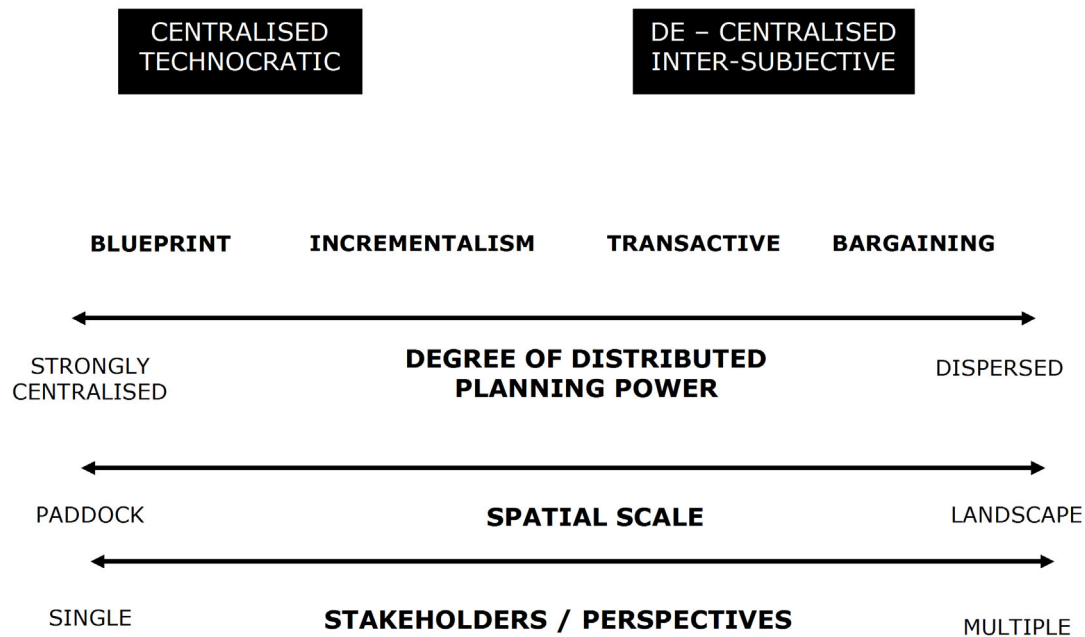 CENTRALISED
TECHNOCRATIC
DE – CENTRALISED
INTER-SUBJECTIVE
BLUEPRINT INCREMENTALISM TRANSACTIVE BARGAINING
STRONGLY
CENTRALISED
DEGREE OF DISTRIBUTED
PLANNING POWER
DISPERSED
PADDOCK SPATIAL SCALE LANDSCAPE
SINGLE STAKEHOLDERS / PERSPECTIVES MULTIPLE